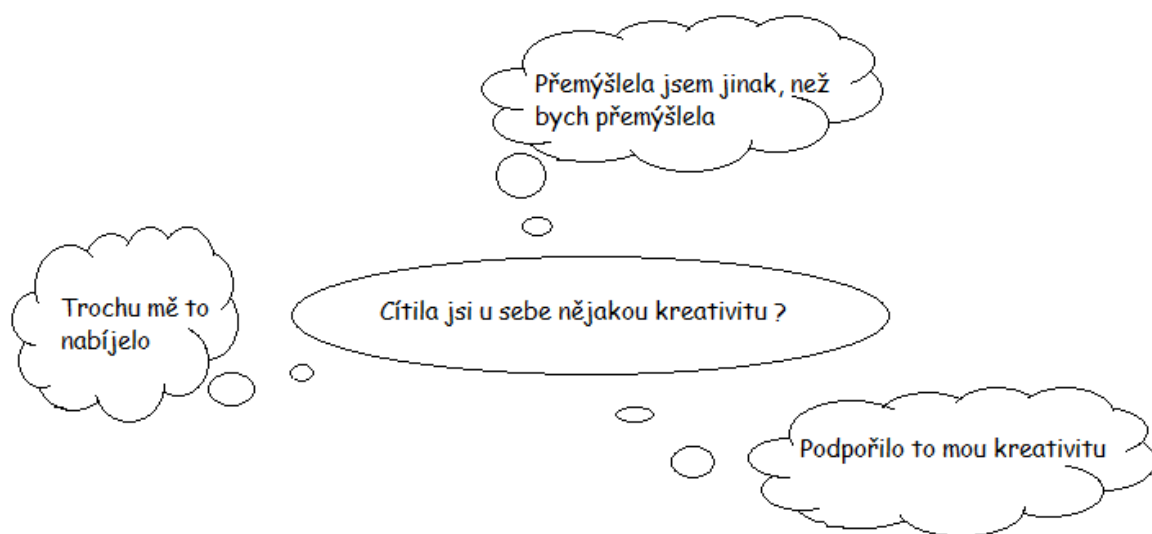 Přemýšlela jsem jinak, než
bych přemýšlela
Trochu mě to
nabíjelo
Cítila jsi u sebe nějakou kreativitu ?
Podpořilo to mou kreativitu